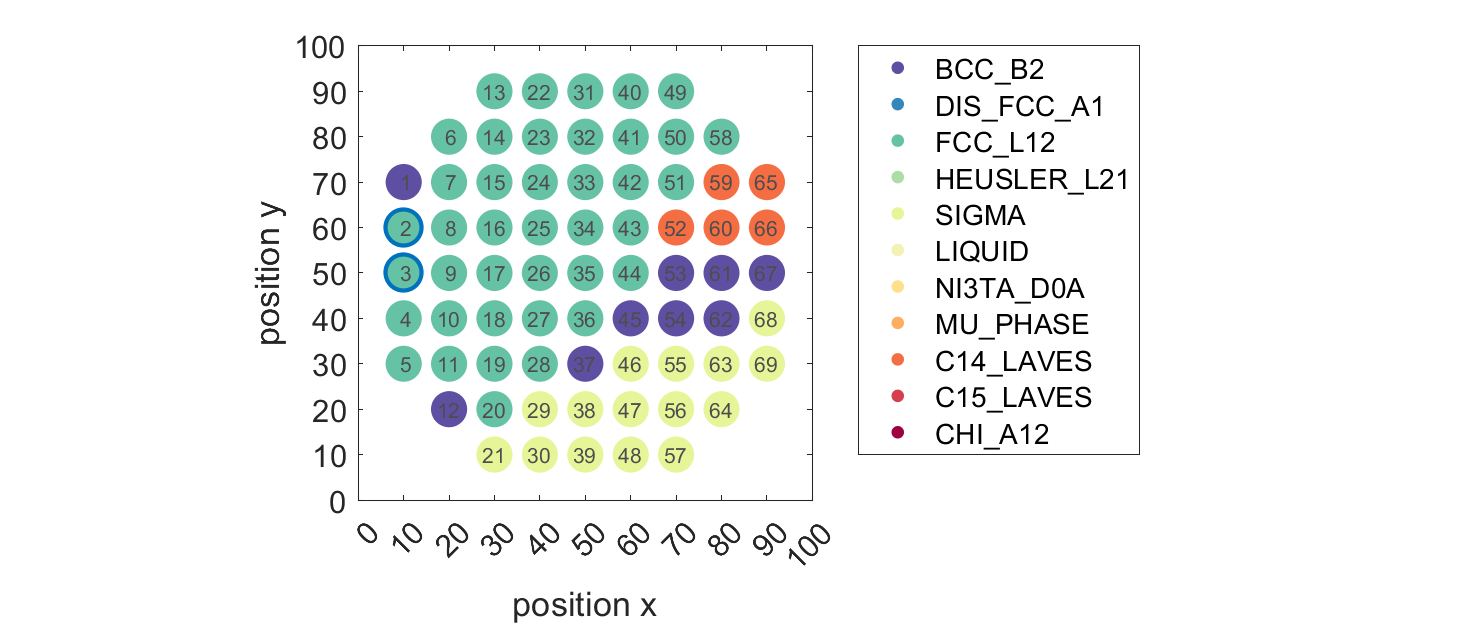 100
90
80
70
60
50
40
30
20
10
0
position y
13 22 31 40 49
6 14 23 32 41 50 58
1 7 15 24 33 42 51 59 65
2 8 16 25 34 43 52 60 66
3 9 17 26 35 44 53 61 67
4 10 18 27 36 45 54 62 68
5 11 19 28 37 46 55 63 69
12 20 29 38 47 56 64
21 30 39 48 57
0 10 20 30 40 50 60 70 80 90 100
position x
BCC_B2
DIS_FCC_A1
FCC_L12
HEUSLER_L21
SIGMA
LIQUID
NI3TA_D0A
MU_PHASE
C14_LAVES
C15_LAVES
CHI_A12